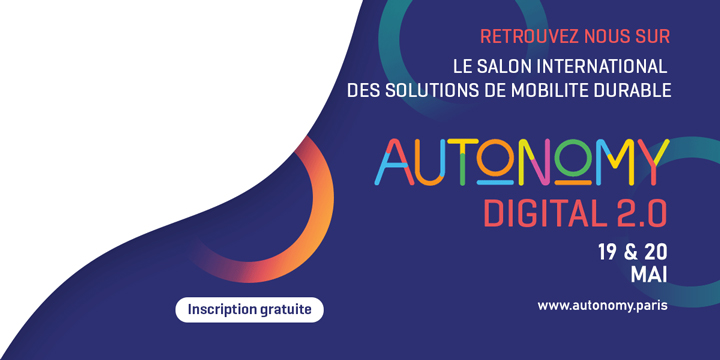 RETROUVEZ NOUS SUR
LE SALON INTERNATIONAL
DES SOLUTIONS DE MOBILITE DURABLE
AUTONOMY
DIGITAL 2.0
19 & 20
MAI
Inscription gratuite
www.autonomy.paris